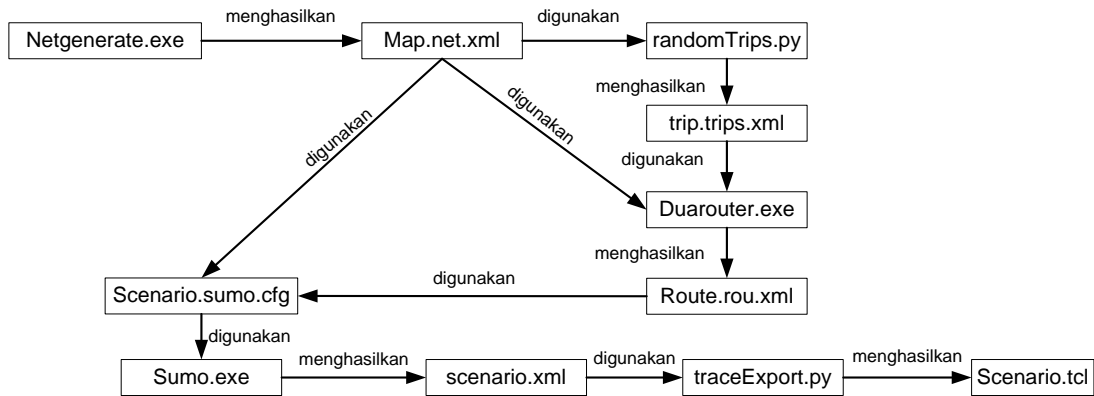 menghasilkan
digunakan
Netgenerate.exe
Map.net.xml
randomTrips.py
menghasilkan
digunakan
digunakan
trip.trips.xml
digunakan
Duarouter.exe
menghasilkan
digunakan
Scenario.sumo.cfg
Route.rou.xml
digunakan
menghasilkan
digunakan
menghasilkan
Sumo.exe
scenario.xml
traceExport.py
Scenario.tcl